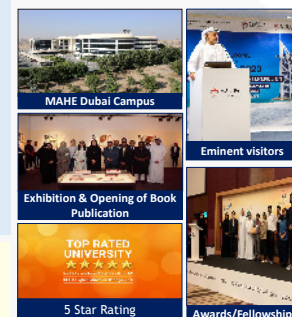 MAHE Dubai Campus
Eminent visitors
Exhibition & Opening of Book
Publication
TOP RATED
UNIVERSITY
5 Star Rating
Awards/Fellowship